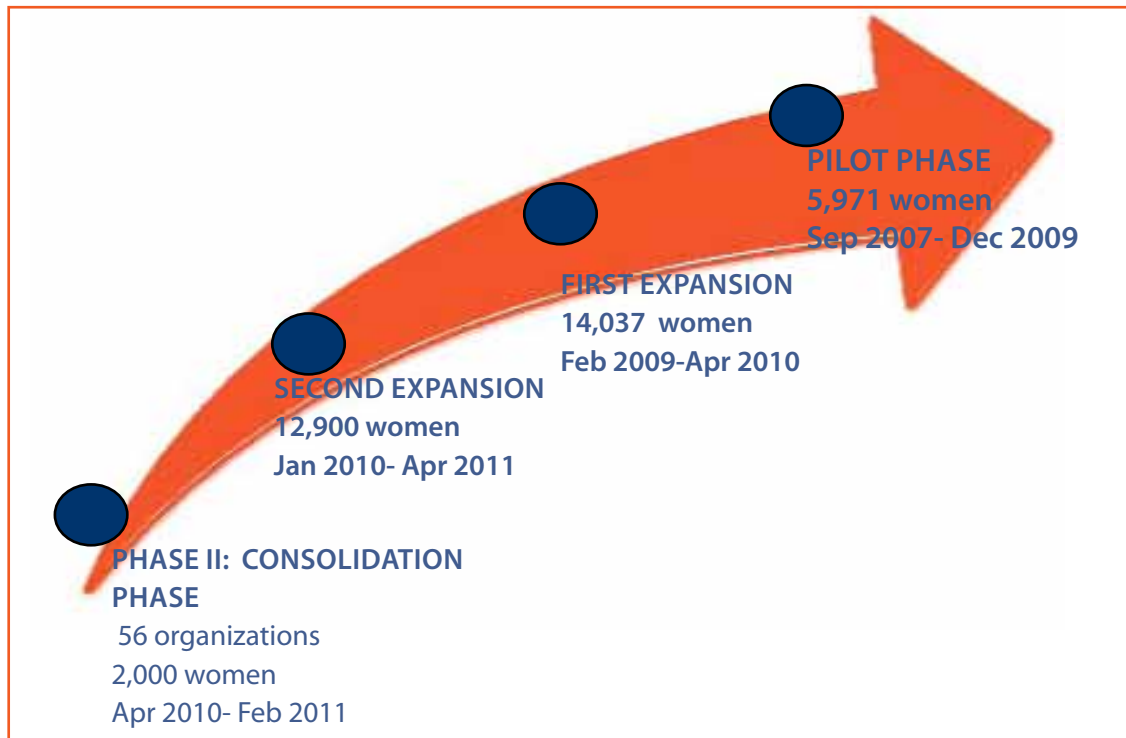 PILOT PHASE
5,971 women
Sep 2007- Dec 2009
FIRST EXPANSION
14,037 women
Feb 2009-Apr 2010
SECOND EXPANSION
12,900 women
Jan 2010- Apr 2011
PHASE II: CONSOLIDATION
PHASE
56 organizations
2,000 women
Apr 2010- Feb 2011